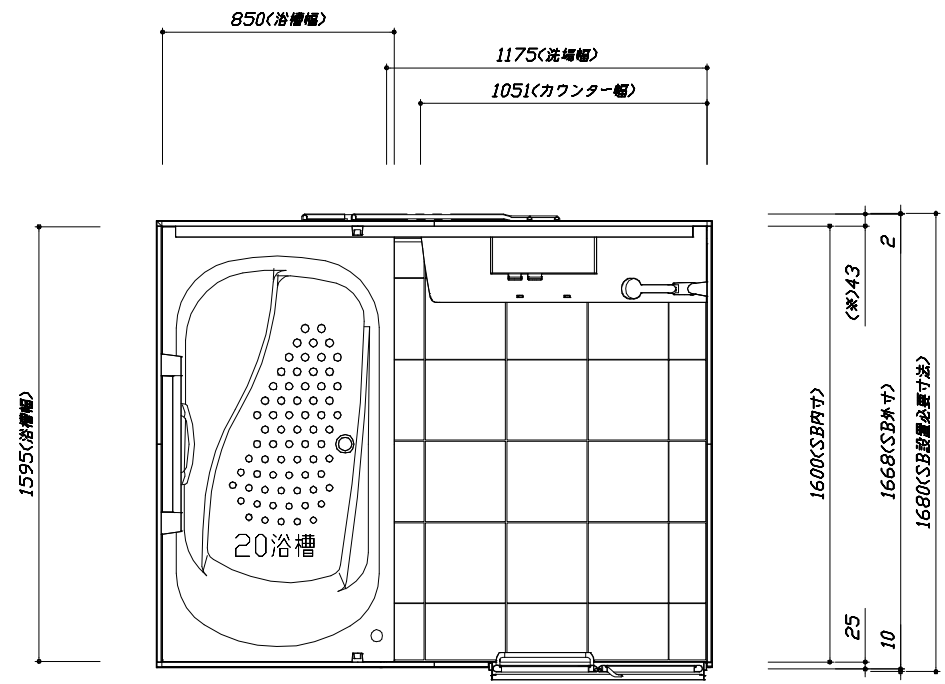 850(浴槽幅)
1175(洗場幅)
1051(カウンター幅)
1595(浴槽幅)
20浴槽
(※)43
2
1600(SB内寸)
1668(SB外寸)
1680(SB設置必要寸法)
25
10